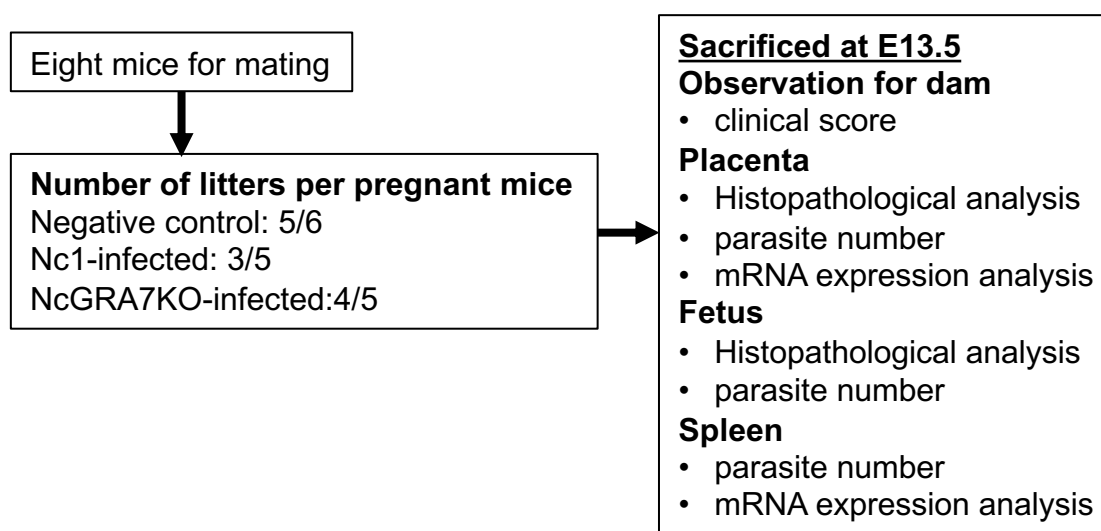 Eight mice for mating
Number of litters per pregnant mice
Negative control: 5/6
Nc1-infected: 3/5
NcGRA7KO-infected:4/5
Sacrificed at E13.5
Observation for dam
• clinical score
Placenta
• Histopathological analysis
• parasite number
• mRNA expression analysis
Fetus
• Histopathological analysis
• parasite number
Spleen
• parasite number
• mRNA expression analysis